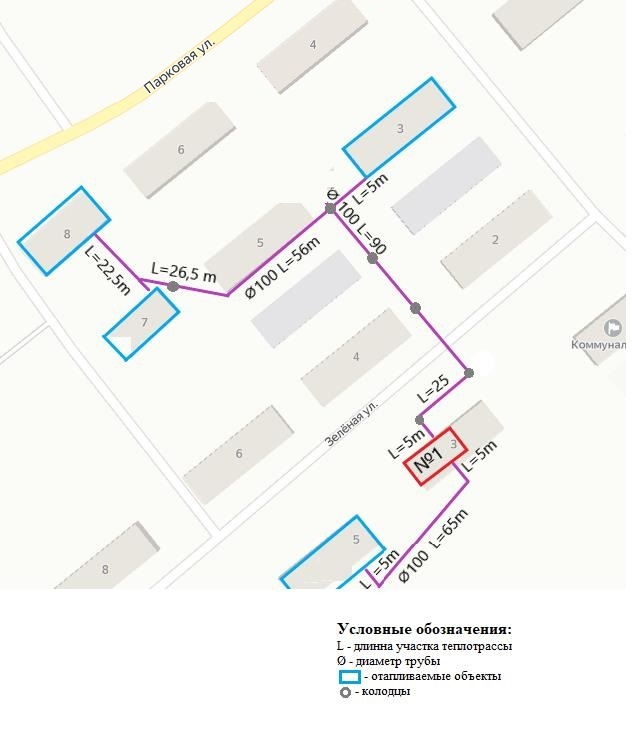 4
Парковая ул.
3
6
L=5m
8
Ø 100 L=90
5
2
L=22,5m
L=26,5 m
Ø100 L=56m
7
Коммунал
4
L=25
Зелёная ул.
6
L=5m
3
№1
L=5m
Ø100 L=65m
5
8
L=5m
Условные обозначения:
L - длинна участка теплотрассы
Ø - диаметр трубы
- отапливаемые объекты
- колодцы